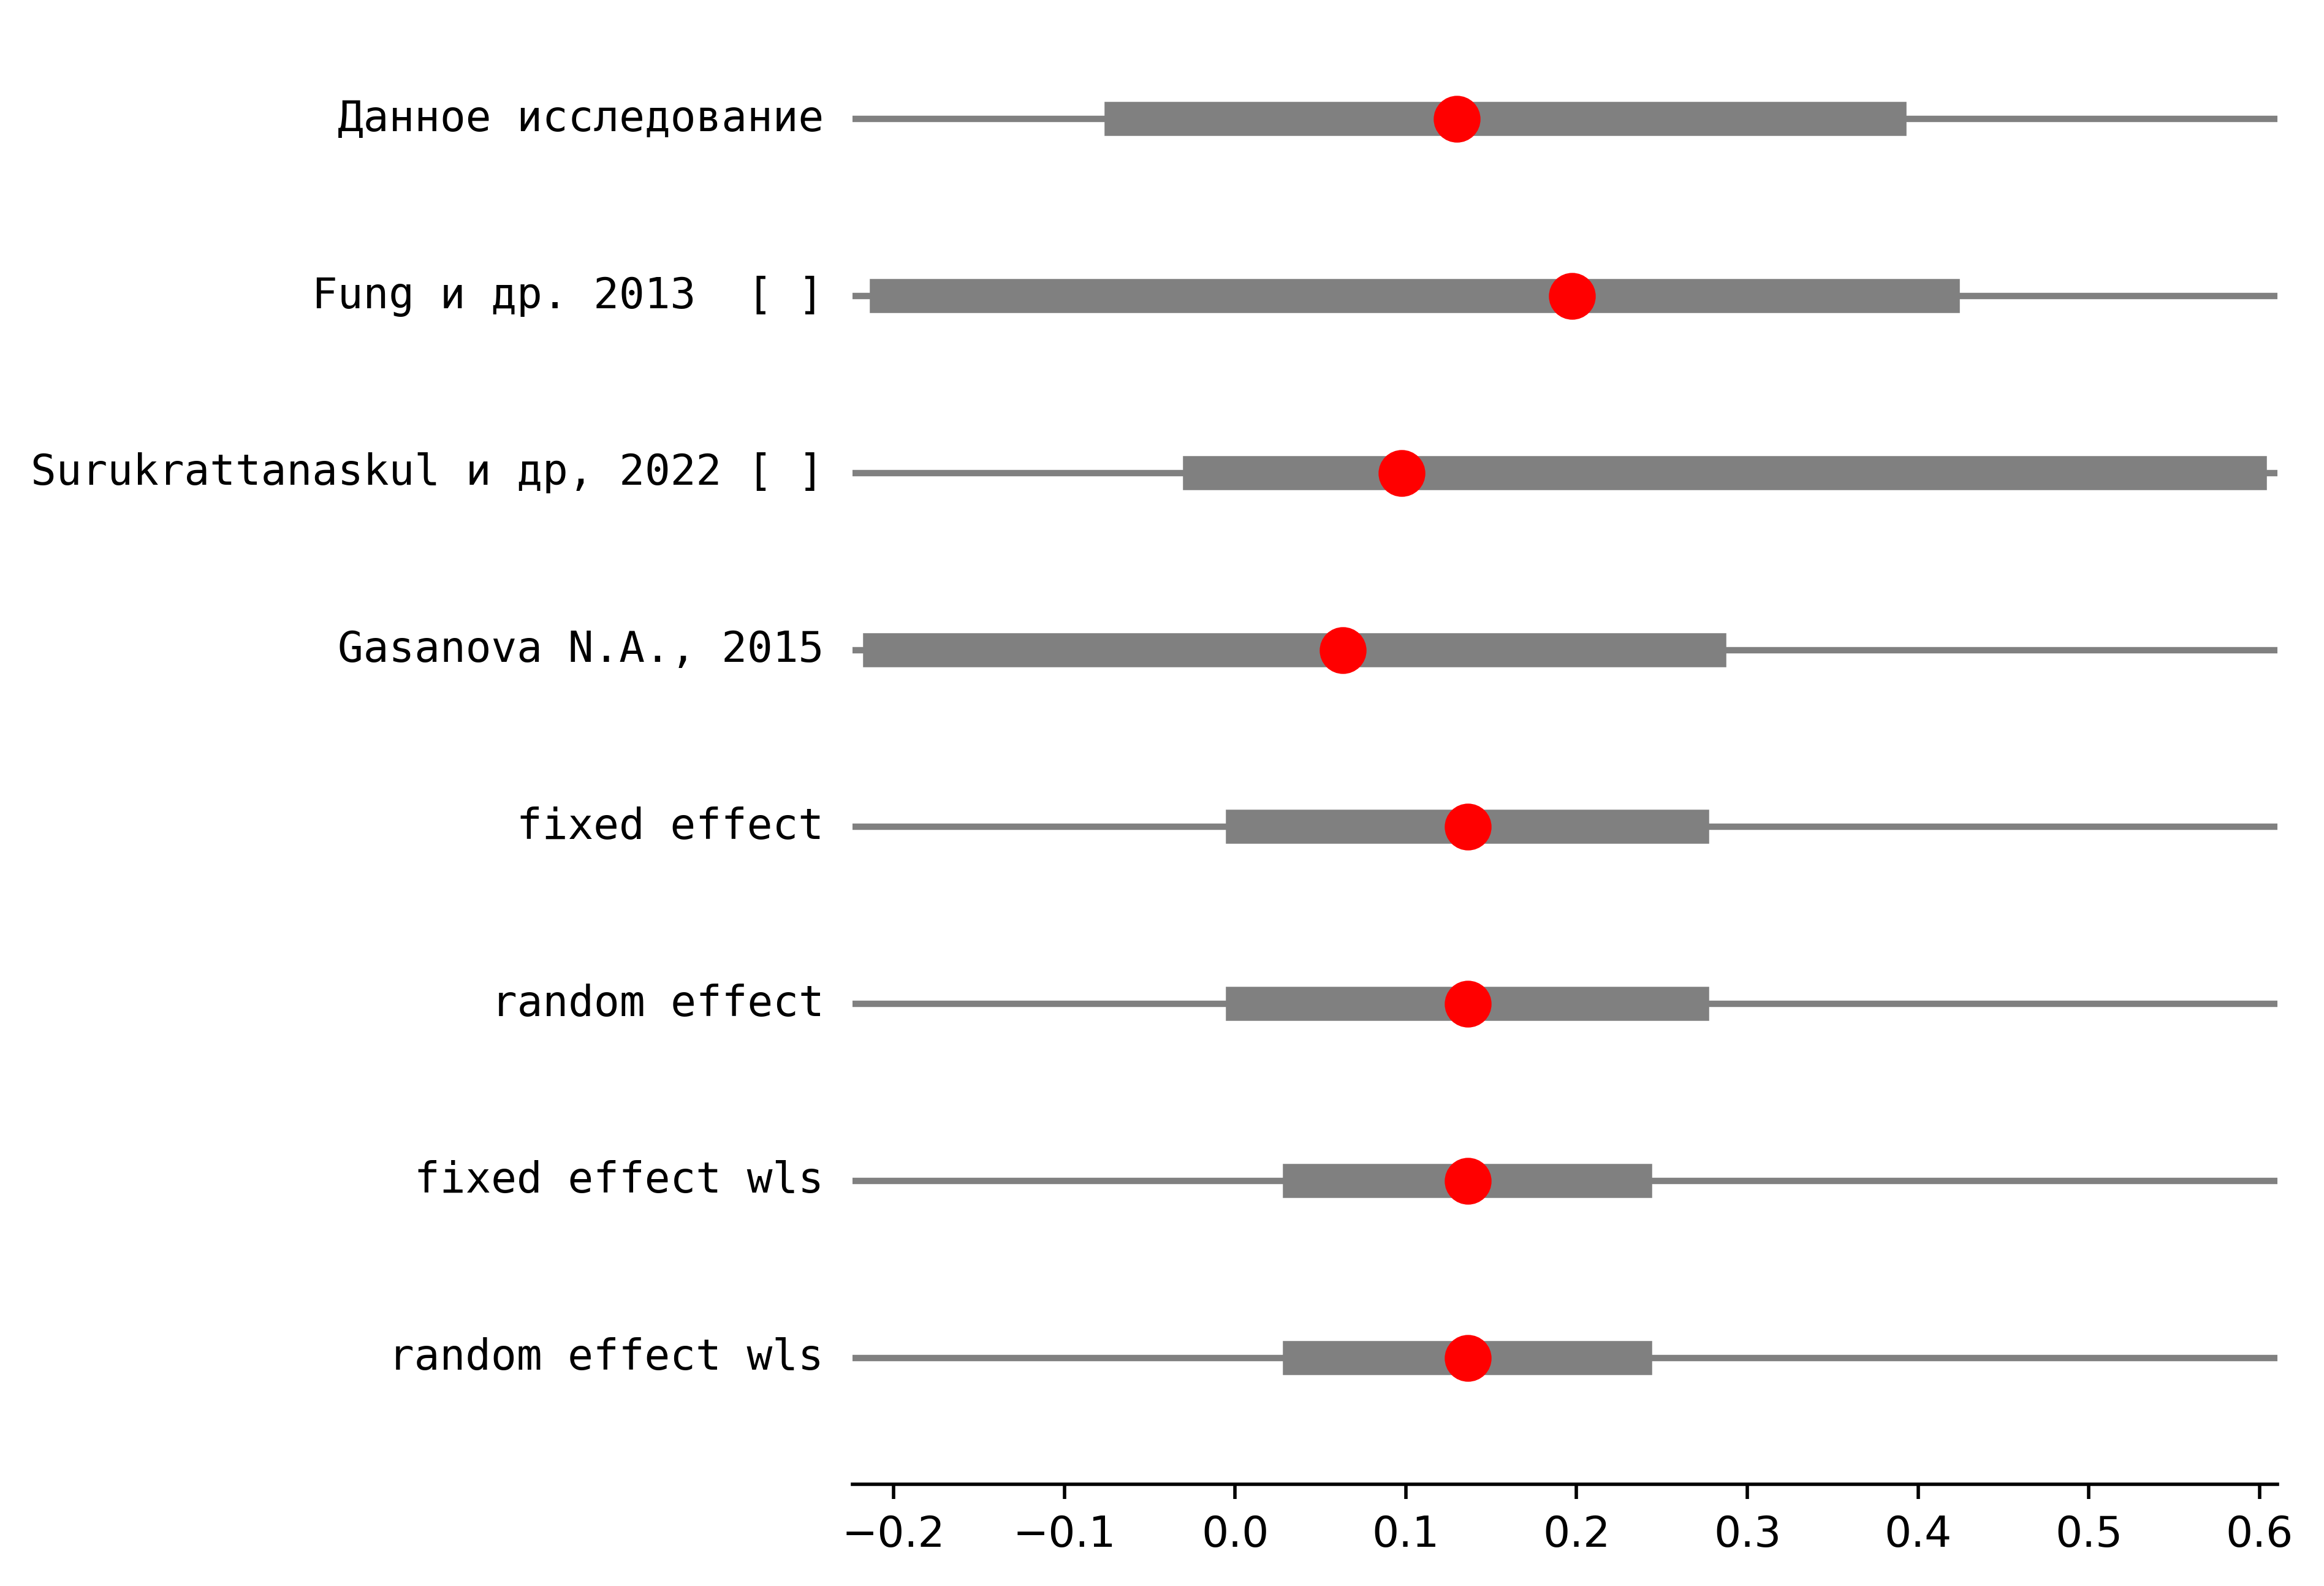 Данное исследование
Fung и др. 2013  [ ]
Surukrattanaskul и др, 2022 [ ]
Gasanova N.A., 2015
fixed effect
random effect
fixed effect wls
random effect wls
−0.2 −0.1 0.0 0.1 0.2 0.3 0.4 0.5 0.6